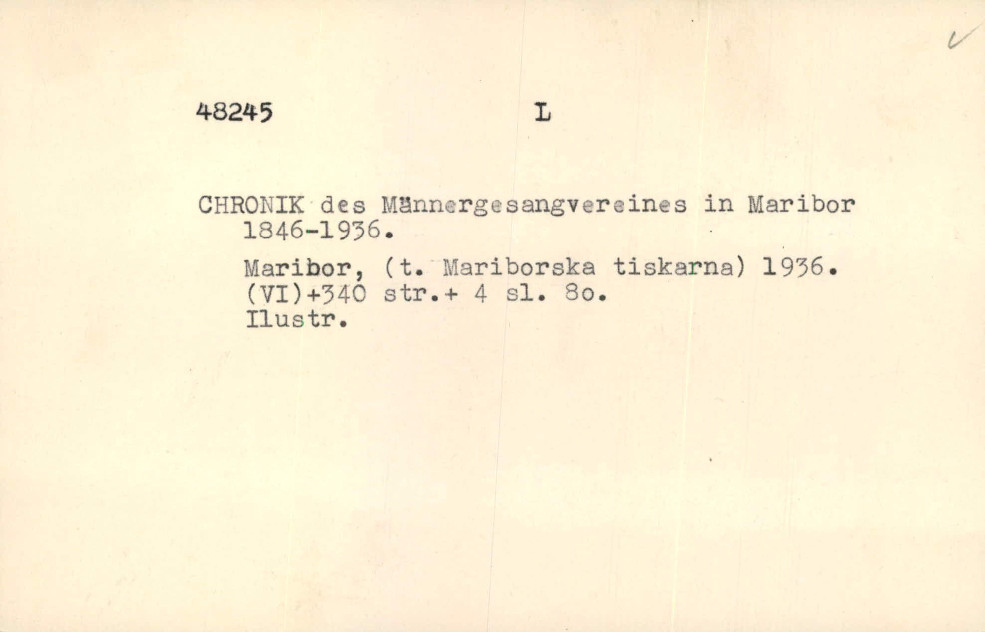 48245 L
CHRONIK des Männergesangvereines in Maribor
1846-1936.
Maribor, (t. Mariborska tiskarna) 1936.
(VI)+340 str.+ 4 sl. 8o.
Ilustr.